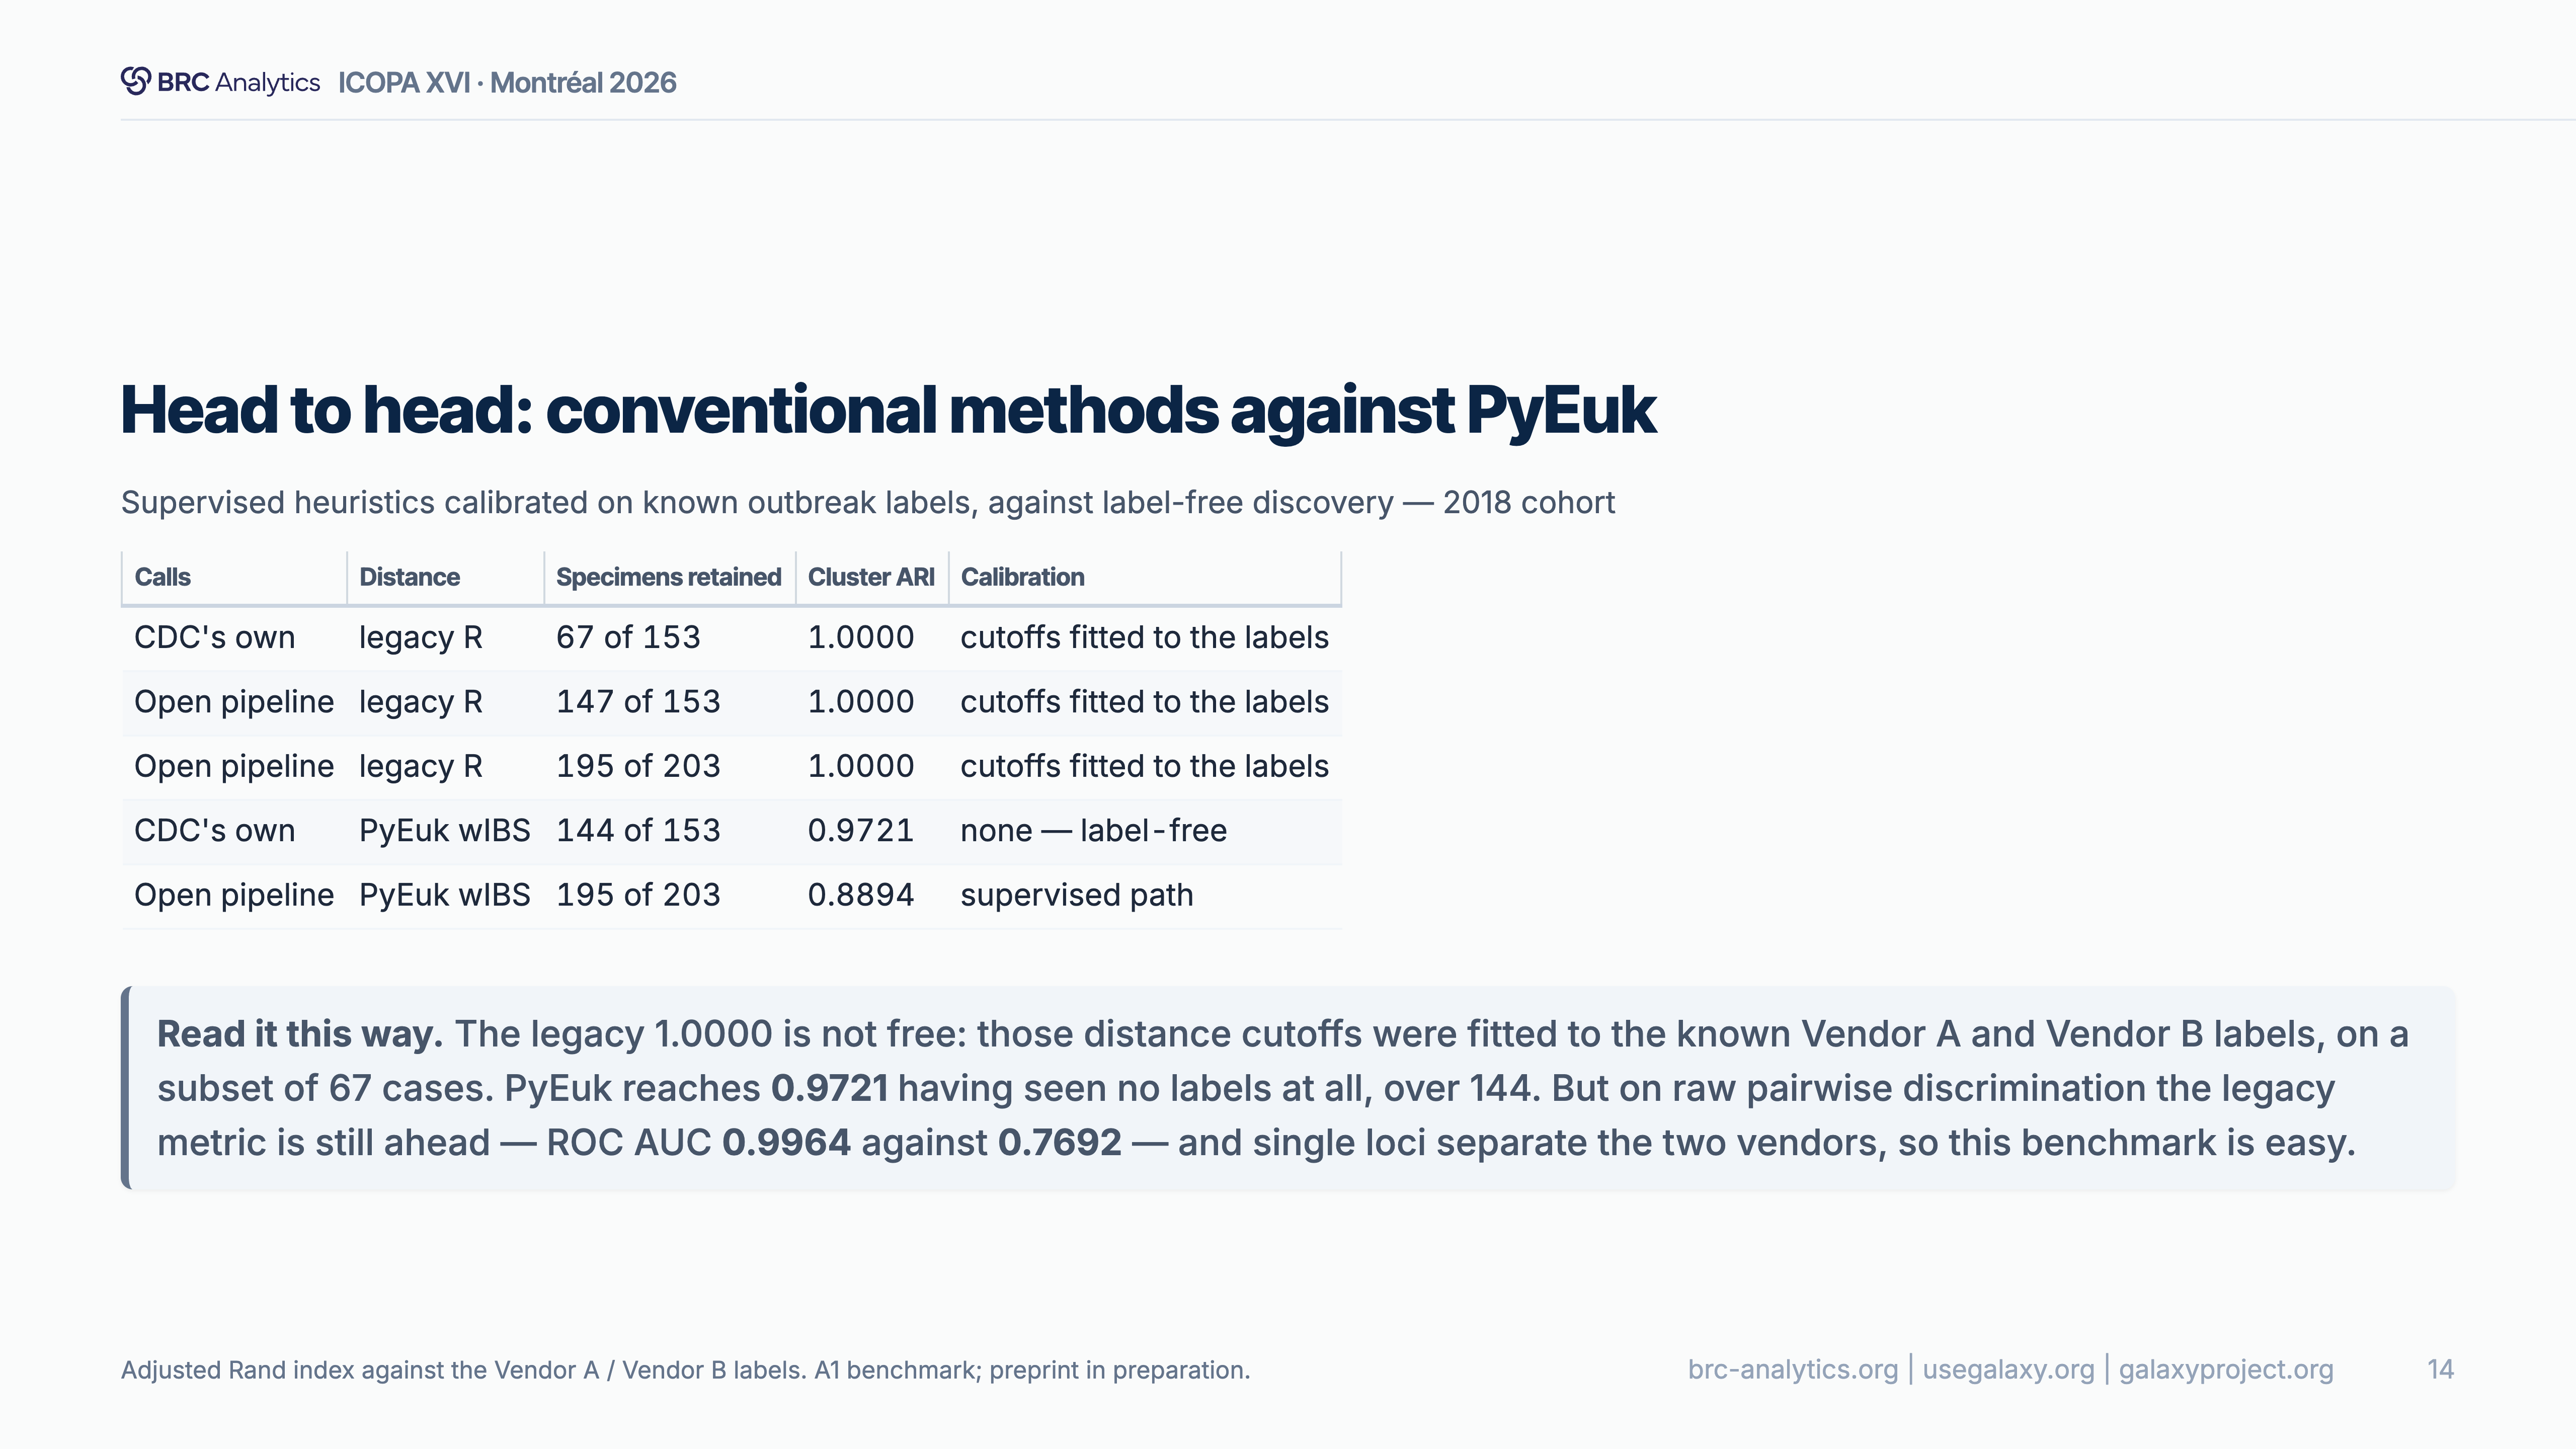 BRC Analytics ICOPA XVI · Montréal 2026
Head to head: conventional methods against PyEuk
Supervised heuristics calibrated on known outbreak labels, against label-free discovery — 2018 cohort
Calls Distance Specimens retained Cluster ARI Calibration
CDC's own legacy R 67 of 153 1.0000 cutoffs fitted to the labels
Open pipeline legacy R 147 of 153 1.0000 cutoffs fitted to the labels
Open pipeline legacy R 195 of 203 1.0000 cutoffs fitted to the labels
CDC's own PyEuk wIBS 144 of 153 0.9721 none — label-free
Open pipeline PyEuk wIBS 195 of 203 0.8894 supervised path
Read it this way. The legacy 1.0000 is not free: those distance cutoffs were fitted to the known Vendor A and Vendor B labels, on a
subset of 67 cases. PyEuk reaches 0.9721 having seen no labels at all, over 144. But on raw pairwise discrimination the legacy
metric is still ahead — ROC AUC 0.9964 against 0.7692 — and single loci separate the two vendors, so this benchmark is easy.
Adjusted Rand index against the Vendor A / Vendor B labels. A1 benchmark; preprint in preparation.
brc-analytics.org | usegalaxy.org | galaxyproject.org 14